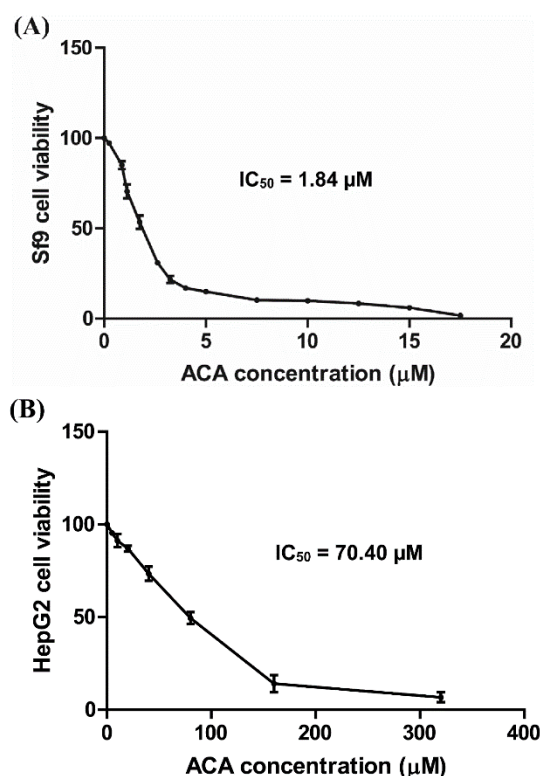 (A)
150
100
50
0
Sf9 cell viability
IC₅₀ = 1.84 μM
0 5 10 15 20
ACA concentration (μM)
(B)
150
100
50
0
HepG2 cell viability
IC₅₀ = 70.40 μM
0 100 200 300 400
ACA concentration (μM)